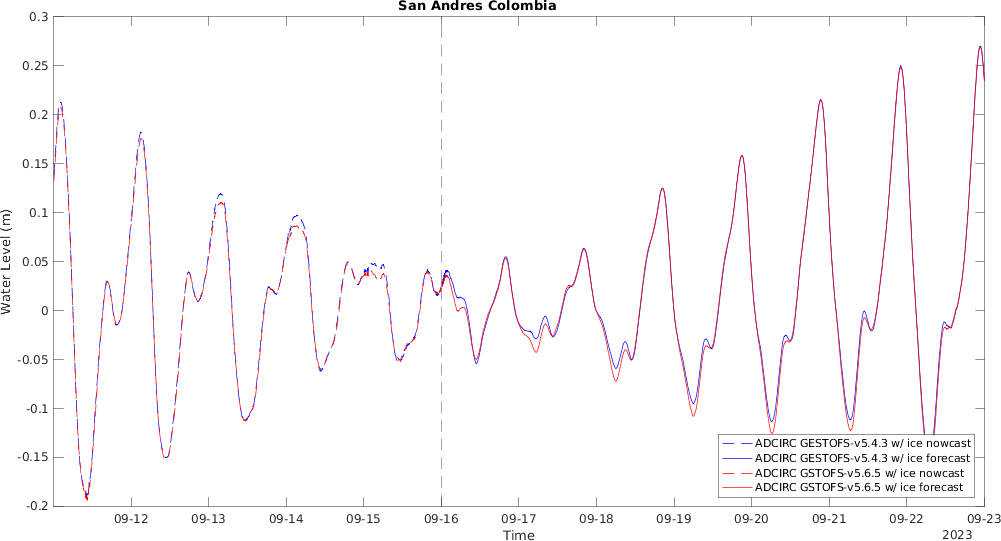 San Andres Colombia
0.3
0.25
0.2
0.15
0.1
0.05
0
-0.05
-0.1
-0.15
-0.2
Water Level (m)
ADCIRC GESTOFS-v5.4.3 w/ ice nowcast
ADCIRC GESTOFS-v5.4.3 w/ ice forecast
ADCIRC GSTOFS-v5.6.5 w/ ice nowcast
ADCIRC GSTOFS-v5.6.5 w/ ice forecast
09-12 09-13 09-14 09-15 09-16 09-17 09-18 09-19 09-20 09-21 09-22 09-23
Time
2023